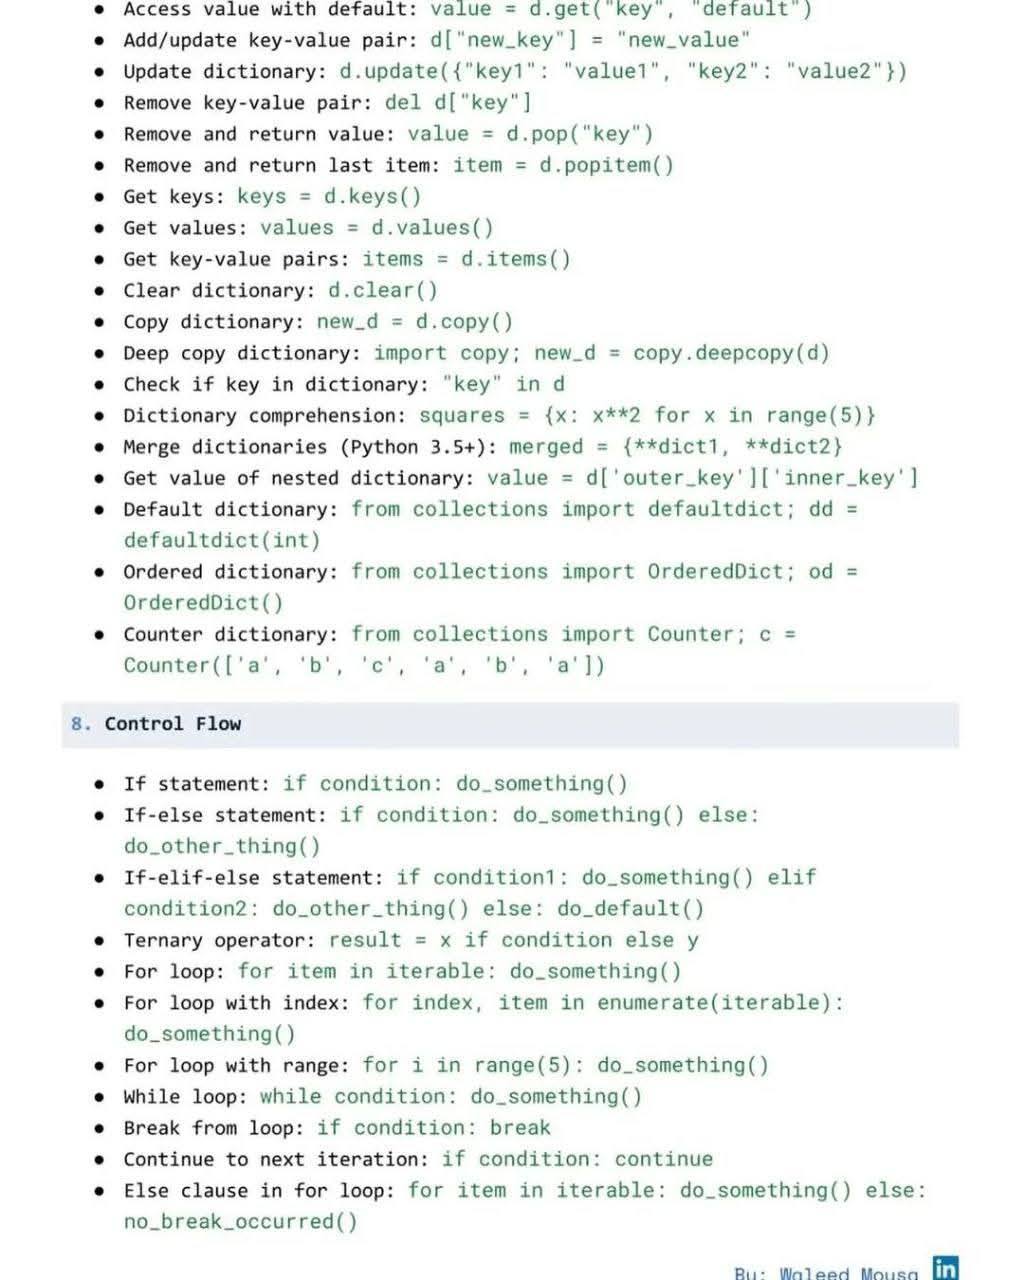 • Access value with default: value = d.get("key", "default")
• Add/update key-value pair: d["new_key"] = "new_value"
• Update dictionary: d.update({"key1": "value1", "key2": "value2"})
• Remove key-value pair: del d["key"]
• Remove and return value: value = d.pop("key")
• Remove and return last item: item = d.popitem()
• Get keys: keys = d.keys()
• Get values: values = d.values()
• Get key-value pairs: items = d.items()
• Clear dictionary: d.clear()
• Copy dictionary: new_d = d.copy()
• Deep copy dictionary: import copy; new_d = copy.deepcopy(d)
• Check if key in dictionary: "key" in d
• Dictionary comprehension: squares = {x: x**2 for x in range(5)}
• Merge dictionaries (Python 3.5+): merged = {**dict1, **dict2}
• Get value of nested dictionary: value = d['outer_key']['inner_key']
• Default dictionary: from collections import defaultdict; dd =
defaultdict(int)
• Ordered dictionary: from collections import OrderedDict; od =
OrderedDict()
• Counter dictionary: from collections import Counter; c =
Counter(['a', 'b', 'c', 'a', 'b', 'a'])
8. Control Flow
• If statement: if condition: do_something()
• If-else statement: if condition: do_something() else:
do_other_thing()
• If-elif-else statement: if condition1: do_something() elif
condition2: do_other_thing() else: do_default()
• Ternary operator: result = x if condition else y
• For loop: for item in iterable: do_something()
• For loop with index: for index, item in enumerate(iterable):
do_something()
• For loop with range: for i in range(5): do_something()
• While loop: while condition: do_something()
• Break from loop: if condition: break
• Continue to next iteration: if condition: continue
• Else clause in for loop: for item in iterable: do_something() else:
no_break_occurred()
By: Waleed Mousa in